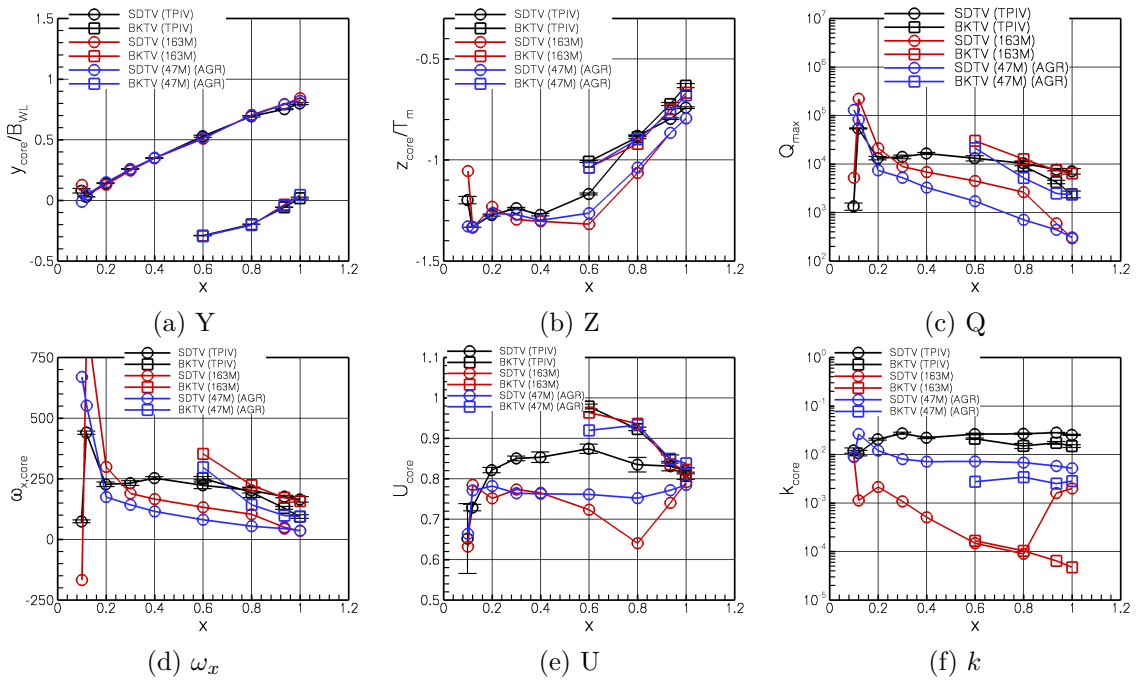 SDTV (TPIV)
BKTV (TPIV)
SDTV (163M)
BKTV (163M)
SDTV (47M) (AGR)
BKTV (47M) (AGR)
y_core/B_WL
1.5
1
0.5
0
-0.5
0 0.2 0.4 0.6 0.8 1 1.2
x
(a) Y
SDTV (TPIV)
BKTV (TPIV)
SDTV (163M)
BKTV (163M)
SDTV (47M) (AGR)
BKTV (47M) (AGR)
z_core/T_m
-0.5
-1
-1.5
0 0.2 0.4 0.6 0.8 1 1.2
x
(b) Z
SDTV (TPIV)
BKTV (TPIV)
SDTV (163M)
BKTV (163M)
SDTV (47M) (AGR)
BKTV (47M) (AGR)
Q_max
10^7
10^6
10^5
10^4
10^3
10^2
0 0.2 0.4 0.6 0.8 1 1.2
x
(c) Q
SDTV (TPIV)
BKTV (TPIV)
SDTV (163M)
BKTV (163M)
SDTV (47M) (AGR)
BKTV (47M) (AGR)
ω_x,core
750
500
250
0
-250
0 0.2 0.4 0.6 0.8 1 1.2
x
(d) ω_x
SDTV (TPIV)
BKTV (TPIV)
SDTV (163M)
BKTV (163M)
SDTV (47M) (AGR)
BKTV (47M) (AGR)
U_core
1.1
1
0.9
0.8
0.7
0.6
0.5
0 0.2 0.4 0.6 0.8 1 1.2
x
(e) U
SDTV (TPIV)
BKTV (TPIV)
SDTV (163M)
BKTV (163M)
SDTV (47M) (AGR)
BKTV (47M) (AGR)
k_core
10^0
10^-1
10^-2
10^-3
10^-4
10^-5
0 0.2 0.4 0.6 0.8 1 1.2
x
(f) k